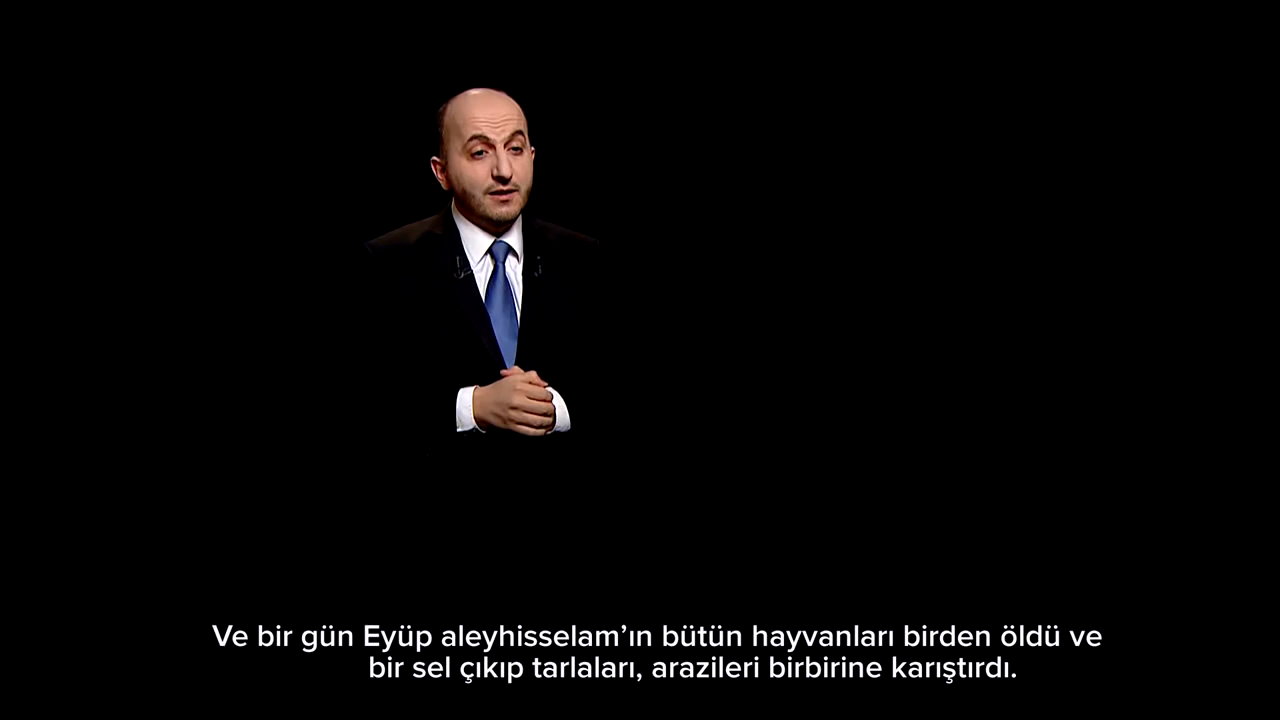 Ve bir gün Eyüp aleyhisselam’ın bütün hayvanları birden öldü ve
bir sel çıkıp tarlaları, arazileri birbirine karıştırdı.